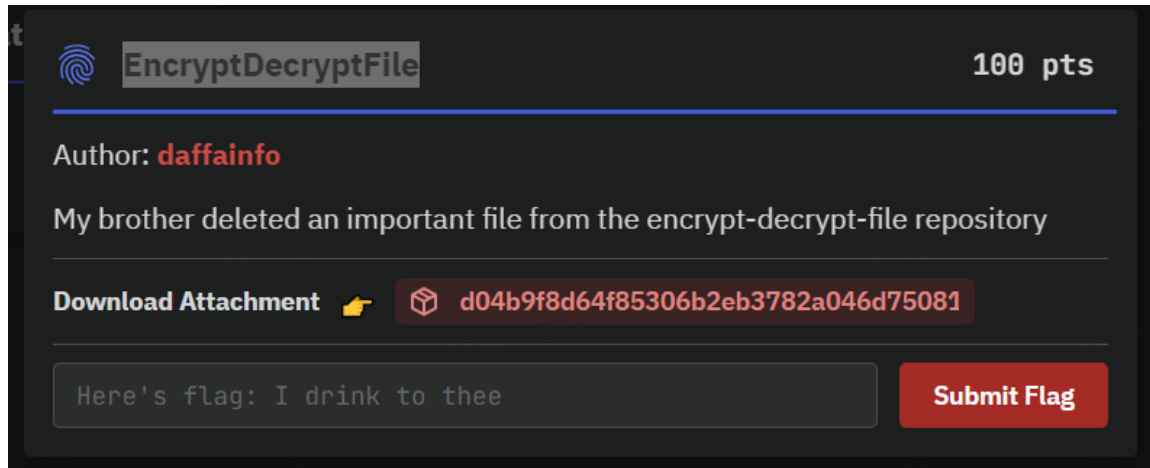 EncryptDecryptFile 100 pts
Author: daffainfo
My brother deleted an important file from the encrypt-decrypt-file repository
Download Attachment 👉 d04b9f8d64f85306b2eb3782a046d75081
Here's flag: I drink to thee Submit Flag